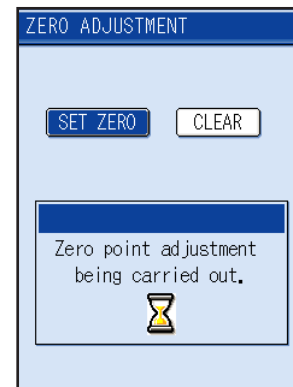 ZERO ADJUSTMENT
SET ZERO CLEAR
Zero point adjustment
being carried out.